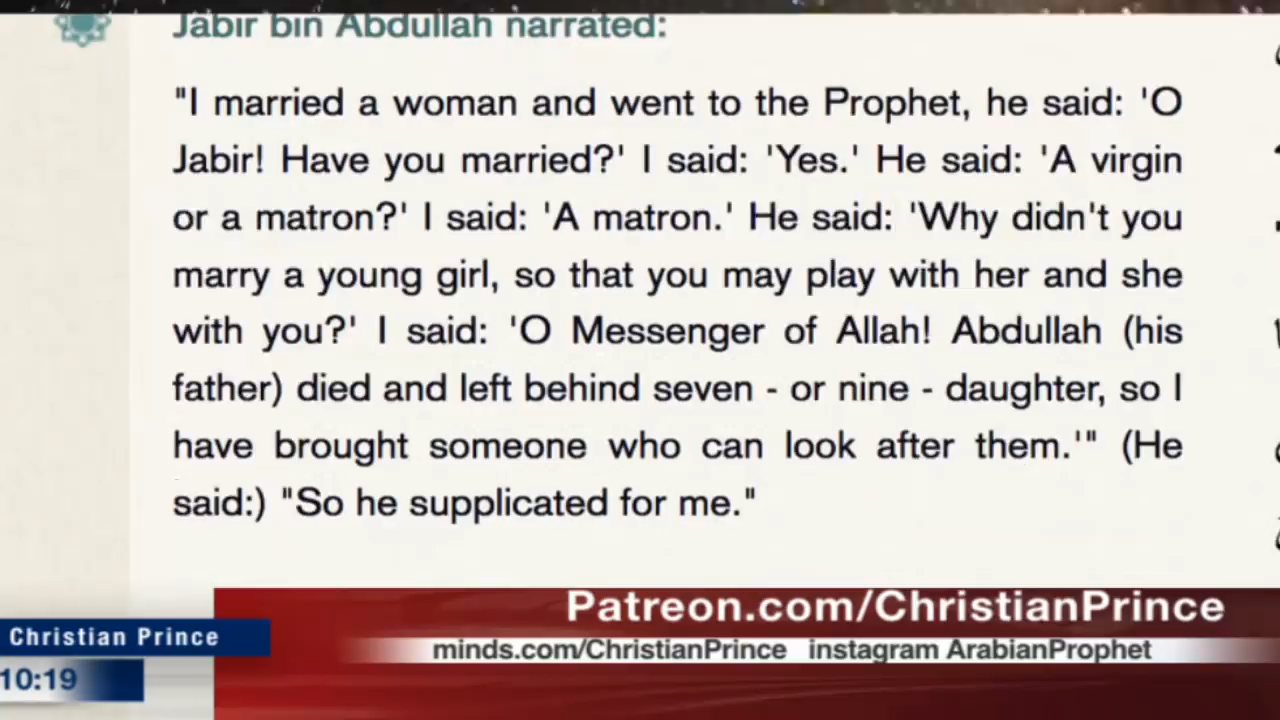 Jabir bin Abdullah narrated:
"I married a woman and went to the Prophet, he said: 'O
Jabir! Have you married?' I said: 'Yes.' He said: 'A virgin
or a matron?' I said: 'A matron.' He said: 'Why didn't you
marry a young girl, so that you may play with her and she
with you?' I said: 'O Messenger of Allah! Abdullah (his
father) died and left behind seven - or nine - daughter, so I
have brought someone who can look after them.'" (He
said:) "So he supplicated for me."
Patreon.com/ChristianPrince
Christian Prince
minds.com/ChristianPrince instagram ArabianProphet
10:19